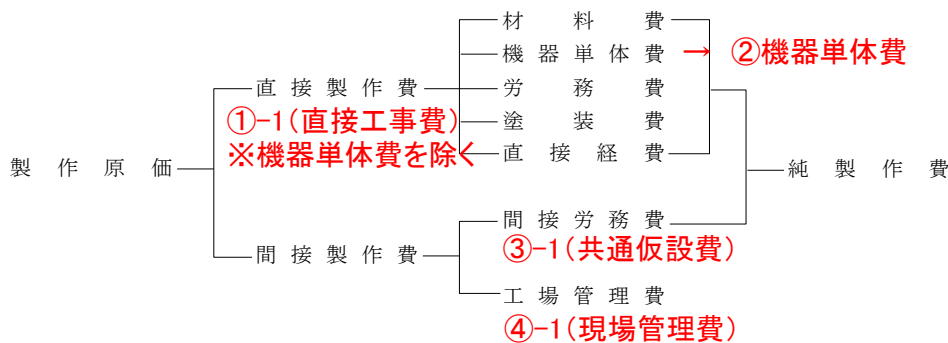 材料費
機器単体費 → ②機器単体費
直接製作費 労務費
①-1(直接工事費) 塗装費
※機器単体費を除く 直接経費
製作原価 純製作費
間接労務費
③-1(共通仮設費)
間接製作費
工場管理費
④-1(現場管理費)